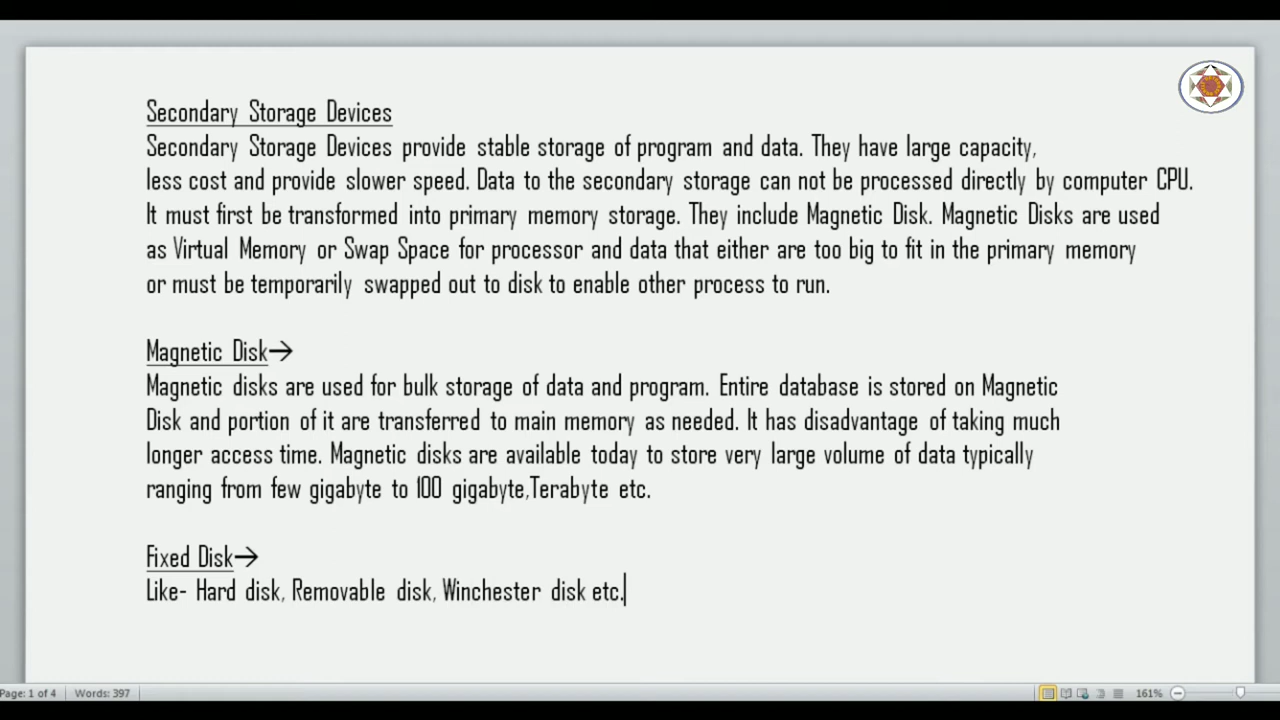 Secondary Storage Devices
Secondary Storage Devices provide stable storage of program and data. They have large capacity,
less cost and provide slower speed. Data to the secondary storage can not be processed directly by computer CPU.
It must first be transformed into primary memory storage. They include Magnetic Disk. Magnetic Disks are used
as Virtual Memory or Swap Space for processor and data that either are too big to fit in the primary memory
or must be temporarily swapped out to disk to enable other process to run.
Magnetic Disk→
Magnetic disks are used for bulk storage of data and program. Entire database is stored on Magnetic
Disk and portion of it are transferred to main memory as needed. It has disadvantage of taking much
longer access time. Magnetic disks are available today to store very large volume of data typically
ranging from few gigabyte to 100 gigabyte,Terabyte etc.
Fixed Disk→
Like- Hard disk, Removable disk, Winchester disk etc.
Page: 1 of 4 Words: 397 161%